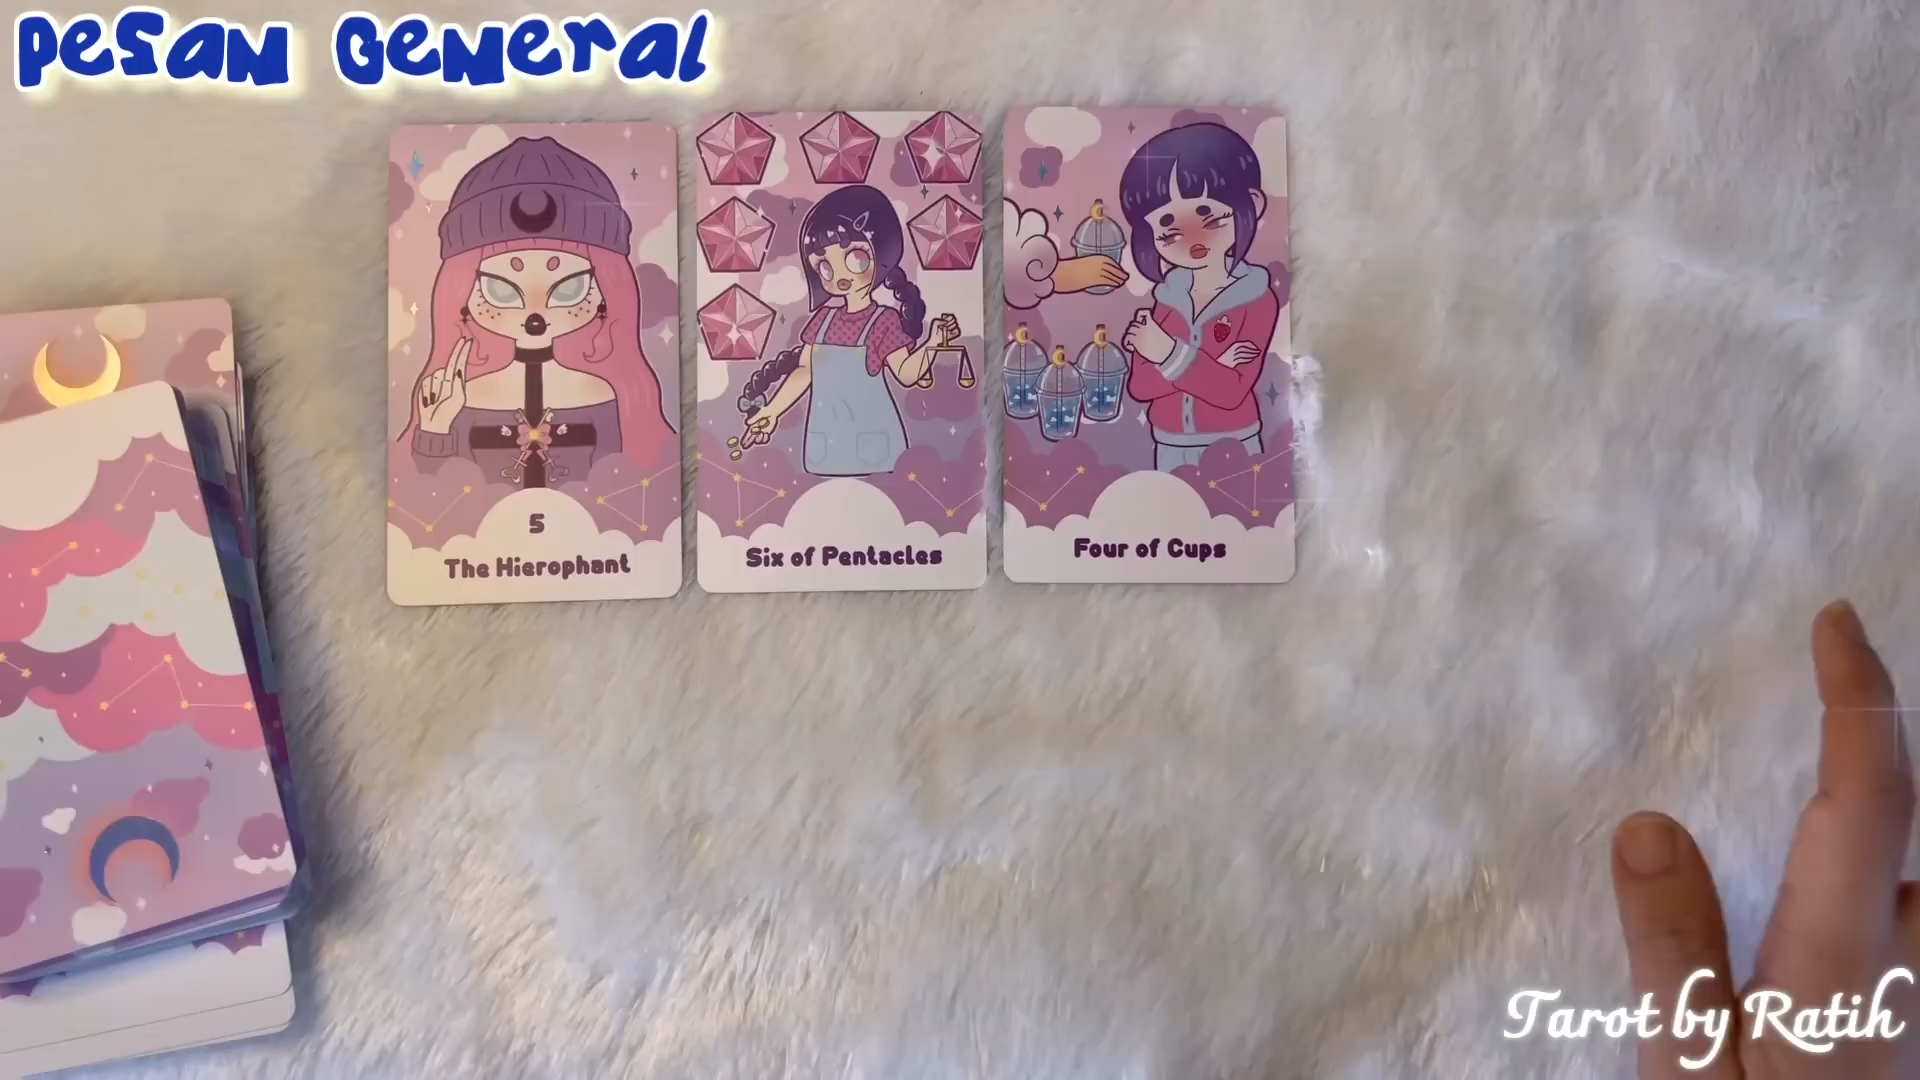 PESAN GENERAL
5
The Hierophant
Six of Pentacles
Four of Cups
Tarot by Ratih